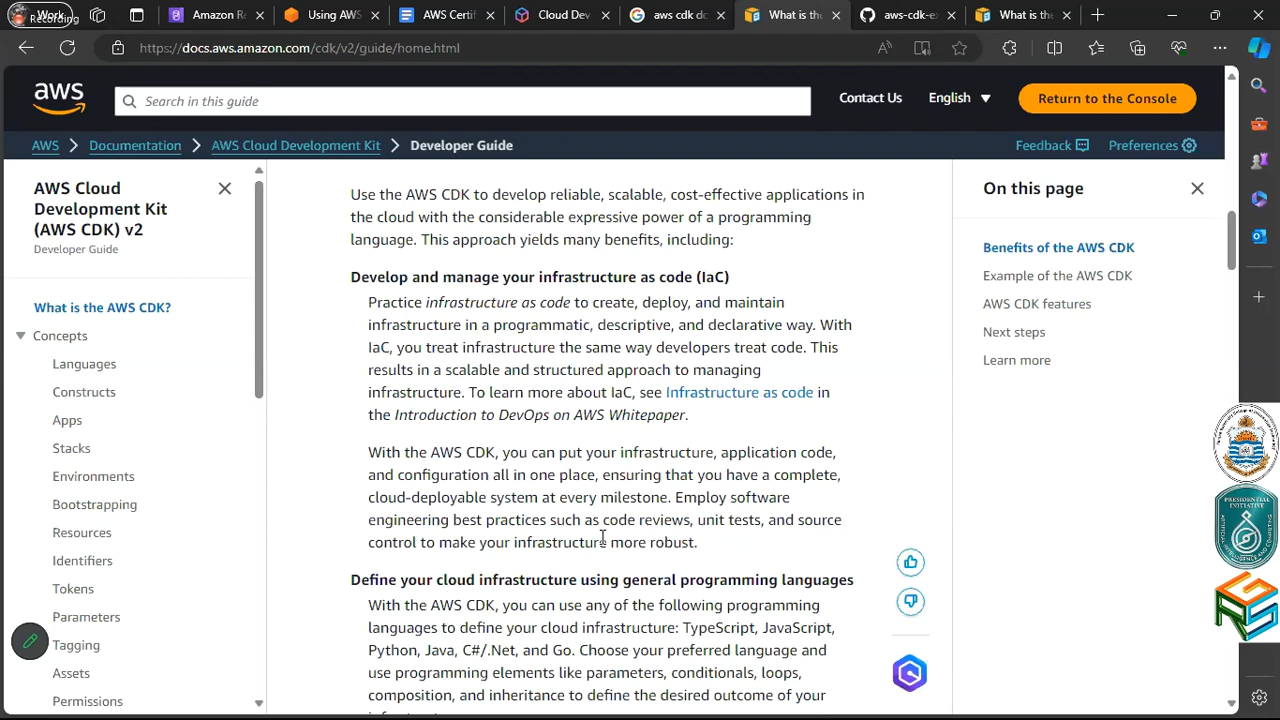 Work
Recording
Amazon R
Using AWS
AWS Certif
Cloud Dev
aws cdk do
What is the
aws-cdk-ex
What is the
https://docs.aws.amazon.com/cdk/v2/guide/home.html
aws
Search in this guide
Contact Us
English
Return to the Console
AWS > Documentation > AWS Cloud Development Kit > Developer Guide
Feedback
Preferences
AWS Cloud
Development Kit
(AWS CDK) v2
Developer Guide
What is the AWS CDK?
Concepts
Languages
Constructs
Apps
Stacks
Environments
Bootstrapping
Resources
Identifiers
Tokens
Parameters
Tagging
Assets
Permissions
Use the AWS CDK to develop reliable, scalable, cost-effective applications in
the cloud with the considerable expressive power of a programming
language. This approach yields many benefits, including:
Develop and manage your infrastructure as code (IaC)
Practice infrastructure as code to create, deploy, and maintain
infrastructure in a programmatic, descriptive, and declarative way. With
IaC, you treat infrastructure the same way developers treat code. This
results in a scalable and structured approach to managing
infrastructure. To learn more about IaC, see Infrastructure as code in
the Introduction to DevOps on AWS Whitepaper.
With the AWS CDK, you can put your infrastructure, application code,
and configuration all in one place, ensuring that you have a complete,
cloud-deployable system at every milestone. Employ software
engineering best practices such as code reviews, unit tests, and source
control to make your infrastructure more robust.
Define your cloud infrastructure using general programming languages
With the AWS CDK, you can use any of the following programming
languages to define your cloud infrastructure: TypeScript, JavaScript,
Python, Java, C#/.Net, and Go. Choose your preferred language and
use programming elements like parameters, conditionals, loops,
composition, and inheritance to define the desired outcome of your
On this page
Benefits of the AWS CDK
Example of the AWS CDK
AWS CDK features
Next steps
Learn more
PRESIDENTIAL
INITIATIVE